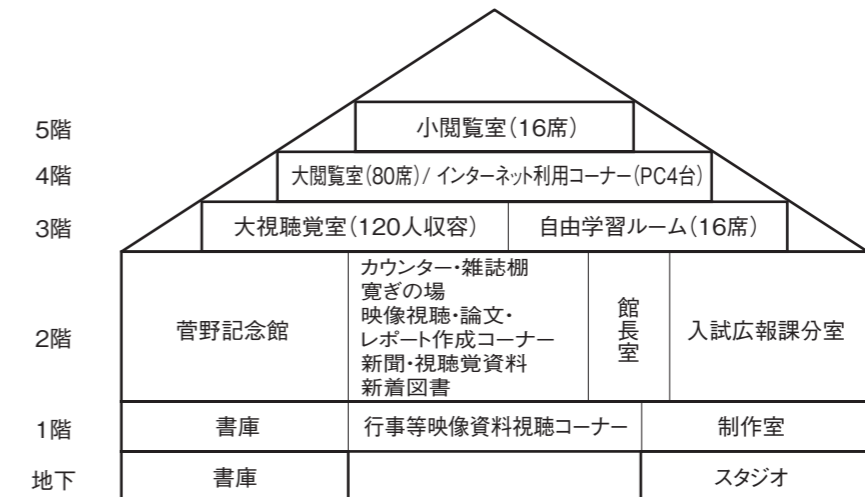 5階
小閲覧室（16席）
4階
大閲覧室（80席）/ インターネット利用コーナー（PC4台）
3階
大視聴覚室（120人収容）
自由学習ルーム（16席）
2階
菅野記念館
カウンター・雑誌棚
寛ぎの場
映像視聴・論文・
レポート作成コーナー
新聞・視聴覚資料
新着図書
館長室
入試広報課分室
1階
書庫
行事等映像資料視聴コーナー
制作室
地下
書庫
スタジオ